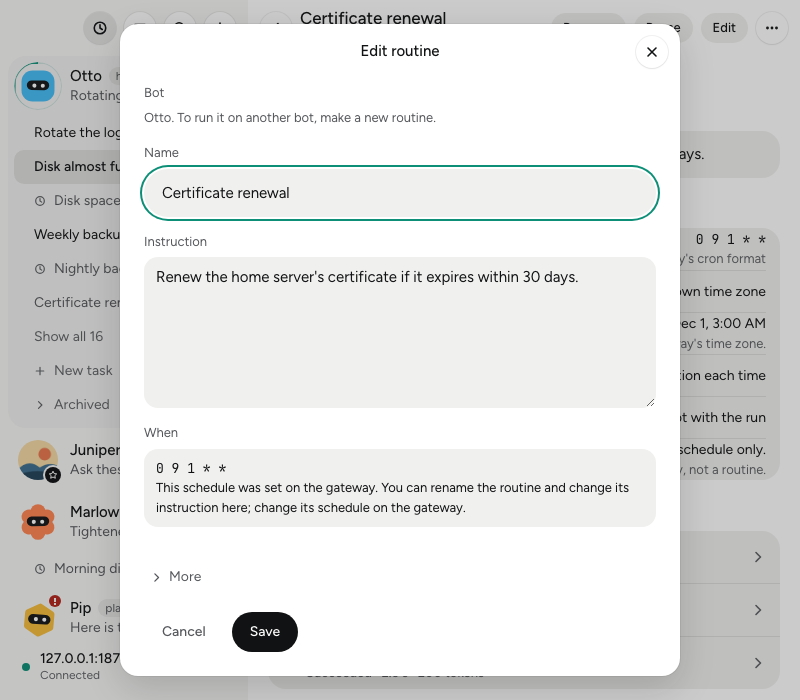 Certificate renewal
Edit
Edit routine
Otto
Rotating
Bot
Otto. To run it on another bot, make a new routine.
Rotate the log
Name
Disk almost fu
Certificate renewal
Disk space
Weekly backu
Instruction
Nightly ba
Renew the home server's certificate if it expires within 30 days.
Certificate ren
Show all 16
New task
Archived
ays.
0 9 1 * *
y's cron format
own time zone
ec 1, 3:00 AM
ay's time zone.
ion each time
t with the run
schedule only.
, not a routine.
When
0 9 1 * *
This schedule was set on the gateway. You can rename the routine and change its
instruction here; change its schedule on the gateway.
Juniper
Ask thes
Marlow
Tightene
Morning di
More
Pip
pla
Here is t
Cancel
Save
127.0.0.1:187
Connected